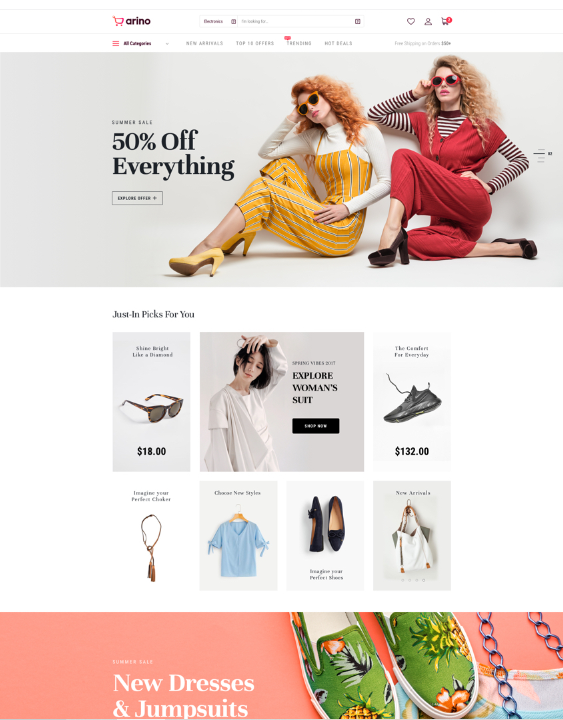 arino
Electronics
I'm looking for...
All Categories
NEW ARRIVALS
TOP 10 OFFERS
TRENDING
HOT DEALS
Free Shipping on Orders $50+
SUMMER SALE
50% Off
Everything
EXPLORE OFFER
Just-In Picks For You
Shine Bright
Like a Diamond
$18.00
SPRING VIBES 2017
EXPLORE
WOMAN'S
SUIT
SHOP NOW
The Comfort
For Everyday
$132.00
Imagine your
Perfect Choker
Choose New Styles
Imagine your
Perfect Shoes
New Arrivals
SUMMER SALE
New Dresses
& Jumpsuits